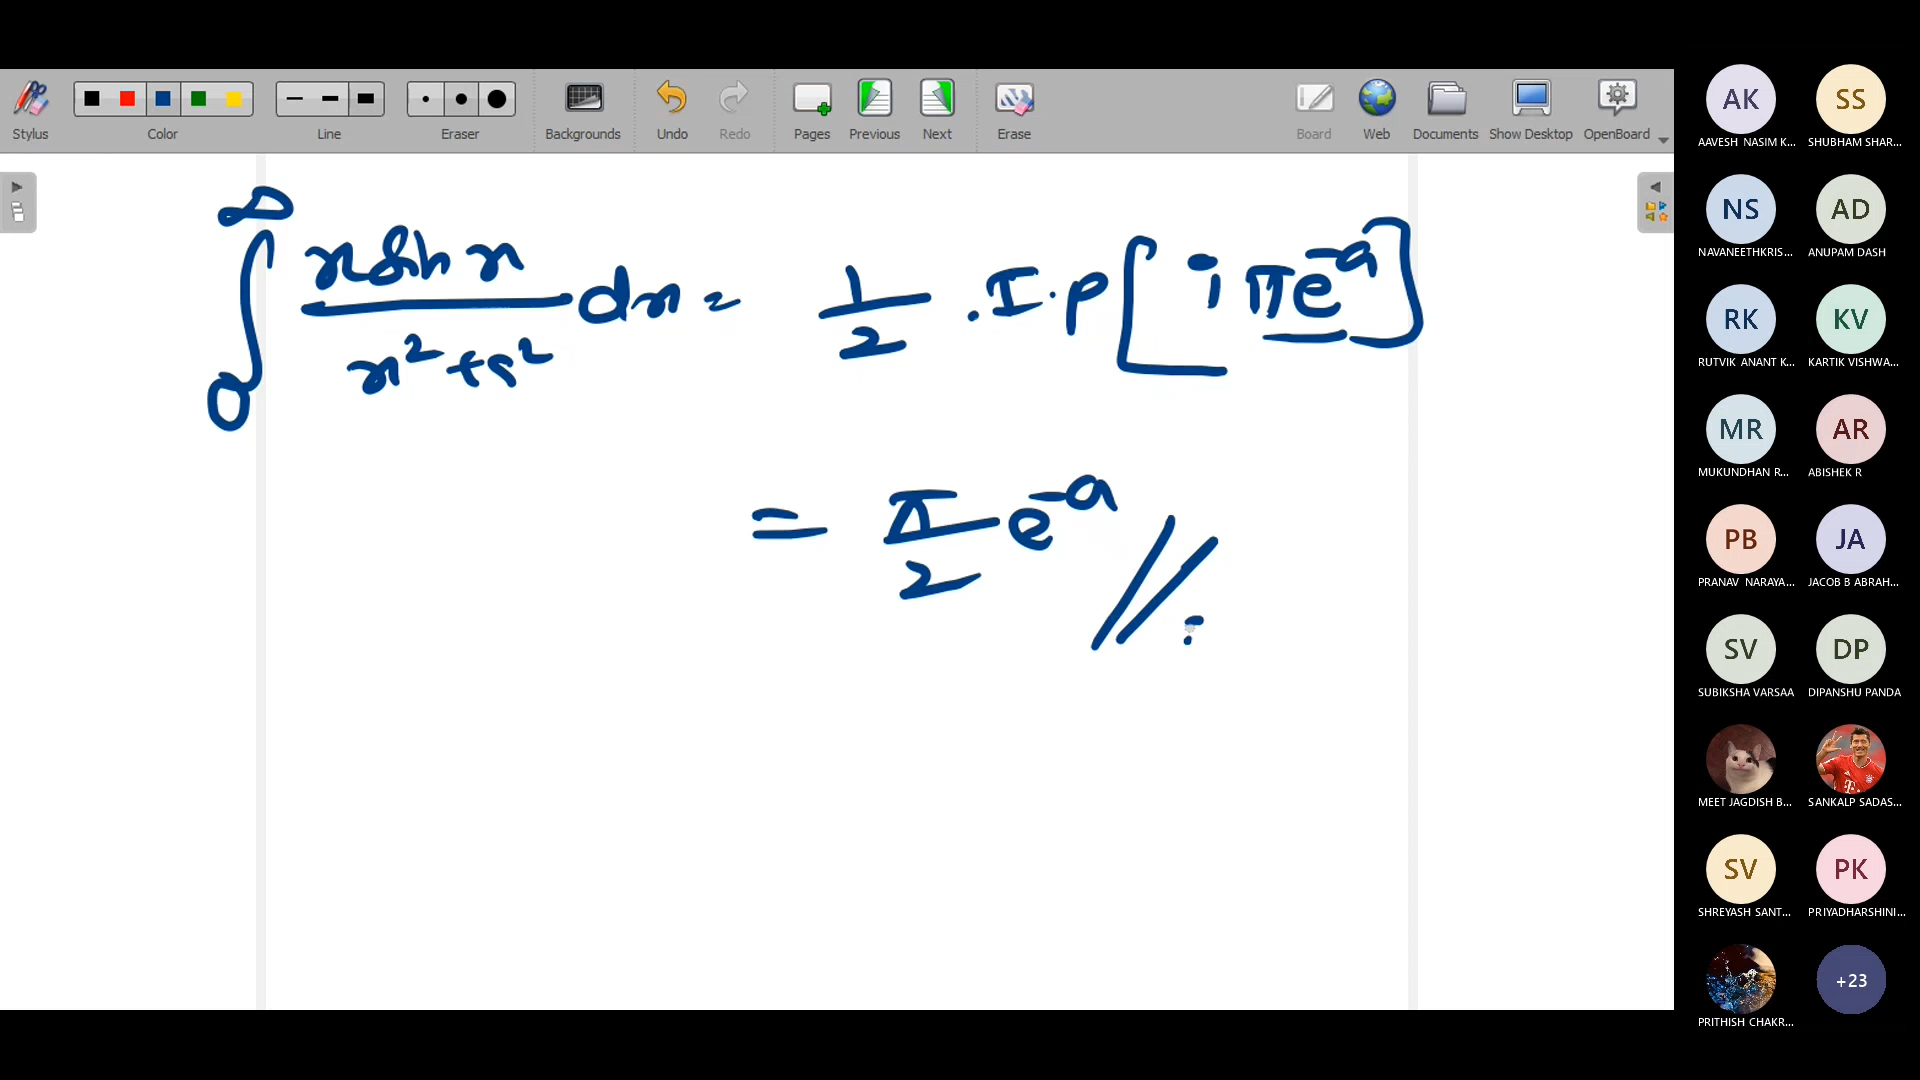 Stylus Color Line Eraser Backgrounds Undo Redo Pages Previous Next Erase Board Web Documents Show Desktop OpenBoard
∫₀^∞ x sin x / (x² + a²) dx = 1/2 . I.P [ i π e^-a ]
= π/2 e^-a //
AK SS
AAVESH NASIM K... SHUBHAM SHAR...
NS AD
NAVANEETHKRIS... ANUPAM DASH
RK KV
RUTVIK ANANT K... KARTIK VISHWA...
MR AR
MUKUNDHAN R... ABISHEK R
PB JA
PRANAV NARAYA... JACOB B ABRAH...
SV DP
SUBIKSHA VARSAA DIPANSHU PANDA
MEET JAGDISH B... SANKALP SADAS...
SV PK
SHREYASH SANT... PRIYADHARSHINI...
+23
PRITHISH CHAKR...